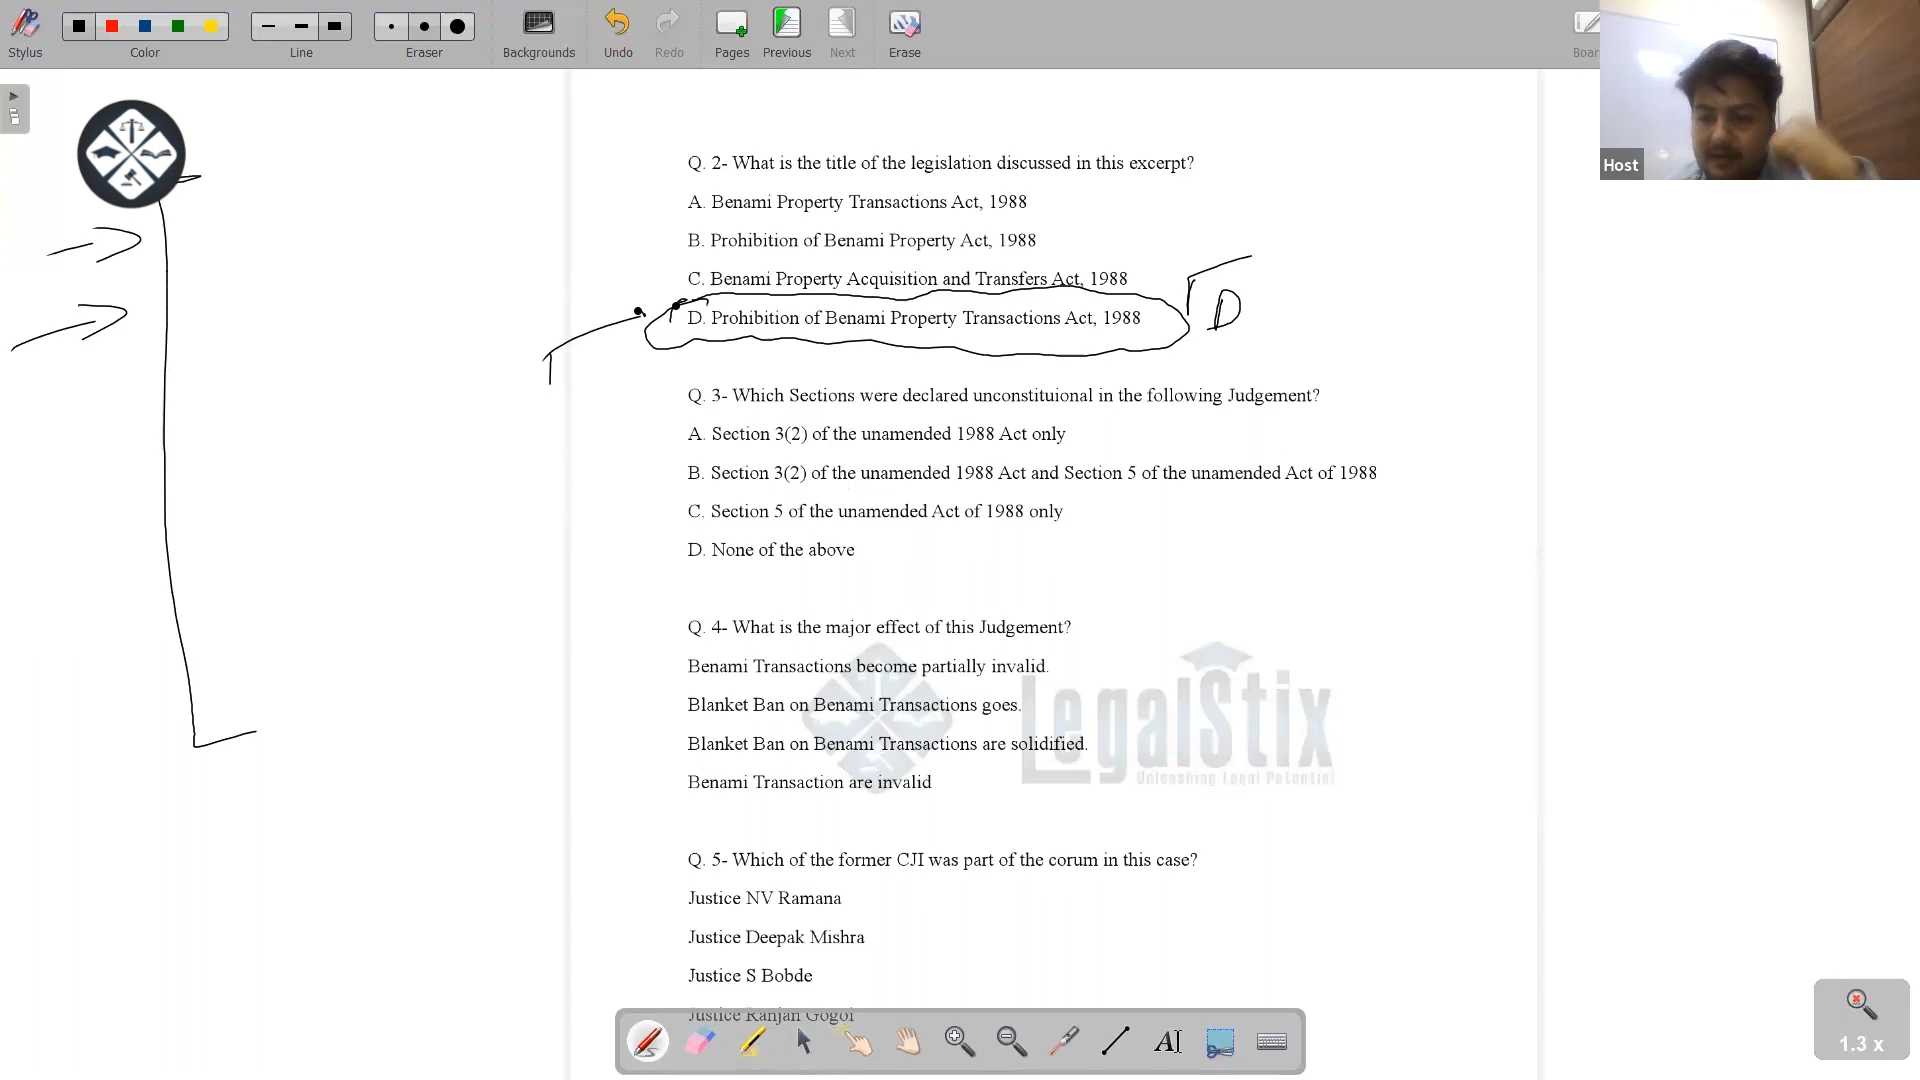 Stylus
Color
Line
Eraser
Backgrounds
Undo
Redo
Pages
Previous
Next
Erase
Boar
Host
Q. 2- What is the title of the legislation discussed in this excerpt?
A. Benami Property Transactions Act, 1988
B. Prohibition of Benami Property Act, 1988
C. Benami Property Acquisition and Transfers Act, 1988
D. Prohibition of Benami Property Transactions Act, 1988
D
Q. 3- Which Sections were declared unconstituional in the following Judgement?
A. Section 3(2) of the unamended 1988 Act only
B. Section 3(2) of the unamended 1988 Act and Section 5 of the unamended Act of 1988
C. Section 5 of the unamended Act of 1988 only
D. None of the above
Q. 4- What is the major effect of this Judgement?
Benami Transactions become partially invalid.
Blanket Ban on Benami Transactions goes.
Blanket Ban on Benami Transactions are solidified.
Benami Transaction are invalid
LegalStix
Unleashing Legal Potential
Q. 5- Which of the former CJI was part of the corum in this case?
Justice NV Ramana
Justice Deepak Mishra
Justice S Bobde
Justice Ranjan Gogoi
1.3 x